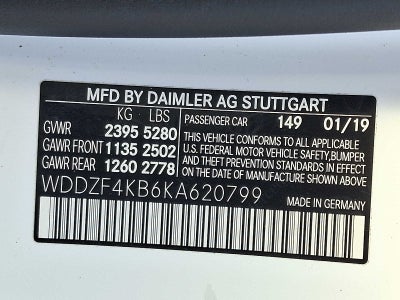 MFD BY DAIMLER AG STUTTGART
KG LBS PASSENGER CAR 149 01/19
GVWR 2395 5280
GAWR FRONT 1135 2502
GAWR REAR 1260 2778
THIS VEHICLE CONFORMS TO ALL APPLICABLE
U.S. FEDERAL MOTOR VEHICLE SAFETY, BUMPER
AND THEFT PREVENTION STANDARDS IN EFFECT
ON THE DATE OF MANUFACTURE SHOWN ABOVE.
WDDZF4KB6KA620799
MADE IN GERMANY